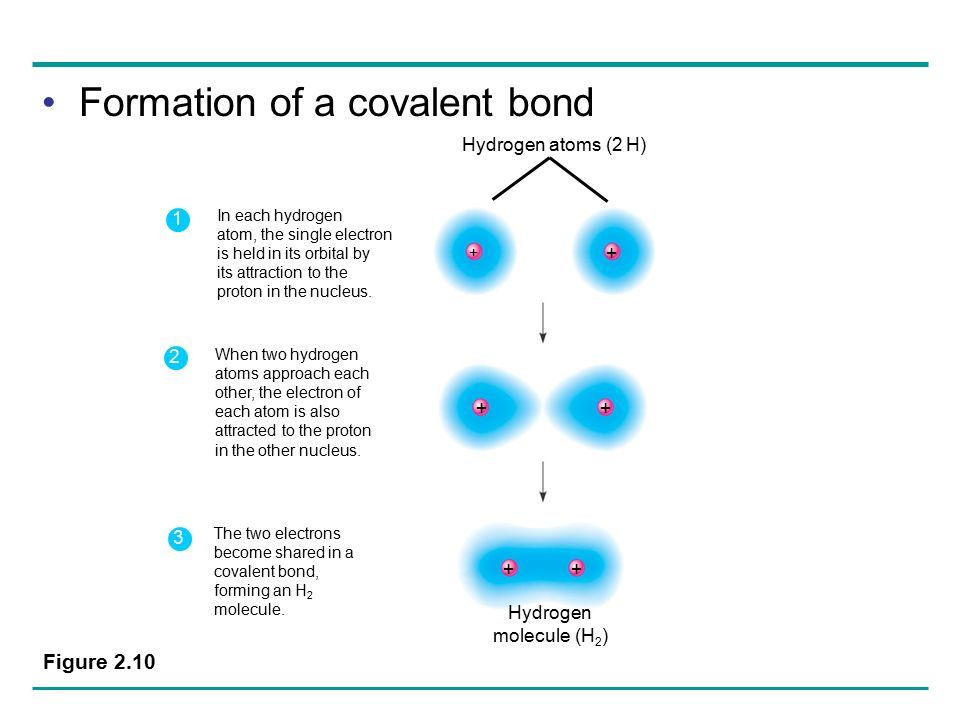 • Formation of a covalent bond
Hydrogen atoms (2 H)
1
In each hydrogen
atom, the single electron
is held in its orbital by
its attraction to the
proton in the nucleus.
+ +
2
When two hydrogen
atoms approach each
other, the electron of
each atom is also
attracted to the proton
in the other nucleus.
+ +
3
The two electrons
become shared in a
covalent bond,
forming an H₂
molecule.
+ +
Hydrogen
molecule (H₂)
Figure 2.10